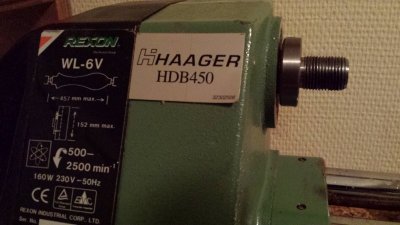 REXON
WL-6V
457 mm max.
152 mm max.
500~
2500 min⁻¹
160W 230V~50Hz
CE
REXON INDUSTRIAL CORP. LTD.
HAAGER
HDB450